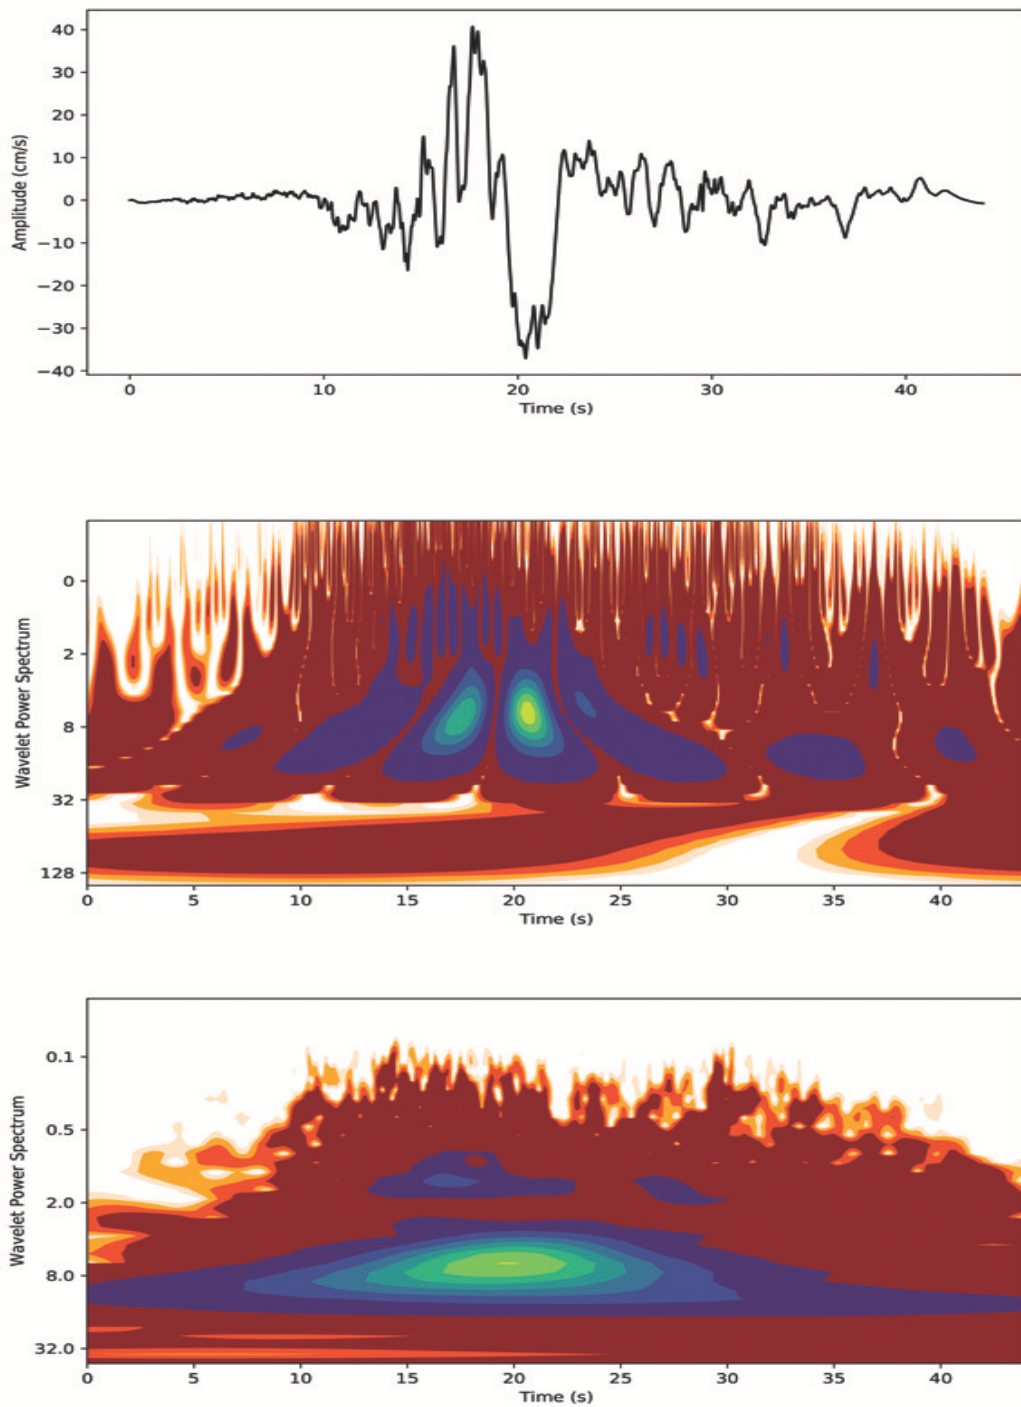 40
30
20
10
0
−10
−20
−30
−40
Amplitude (cm/s)
0 10 20 30 40
Time (s)
0
2
8
32
128
Wavelet Power Spectrum
0 5 10 15 20 25 30 35 40
Time (s)
0.1
0.5
2.0
8.0
32.0
Wavelet Power Spectrum
0 5 10 15 20 25 30 35 40
Time (s)